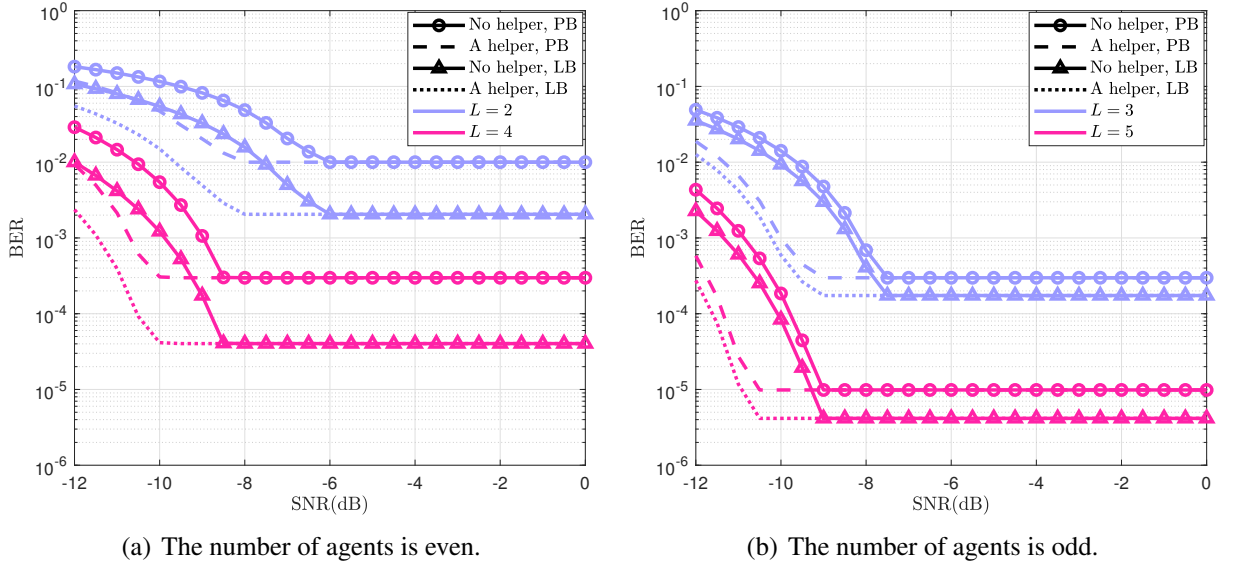 10^0
10^-1
10^-2
10^-3
10^-4
10^-5
10^-6
BER
-12 -10 -8 -6 -4 -2 0
SNR(dB)
No helper, PB
A helper, PB
No helper, LB
A helper, LB
L = 2
L = 4
(a) The number of agents is even.
10^0
10^-1
10^-2
10^-3
10^-4
10^-5
10^-6
BER
-12 -10 -8 -6 -4 -2 0
SNR(dB)
No helper, PB
A helper, PB
No helper, LB
A helper, LB
L = 3
L = 5
(b) The number of agents is odd.